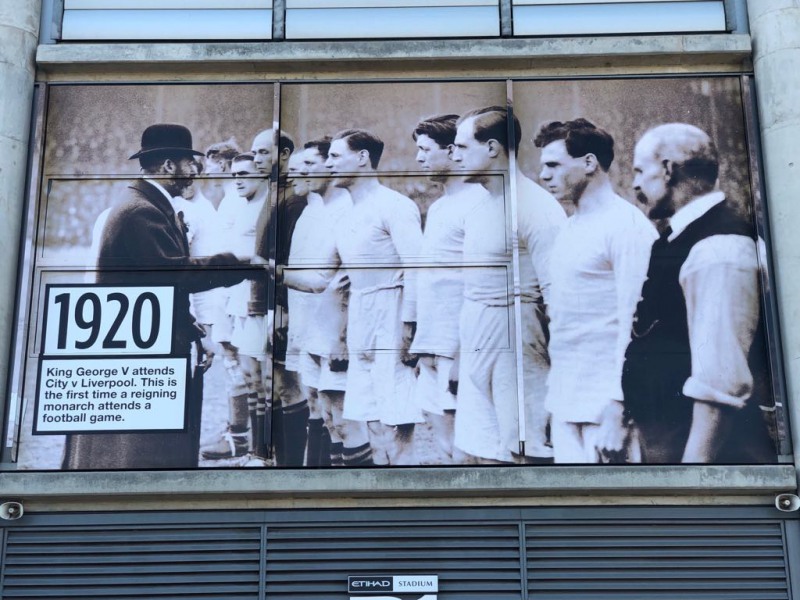 1920
King George V attends
City v Liverpool. This is
the first time a reigning
monarch attends a
football game.
ETIHAD STADIUM